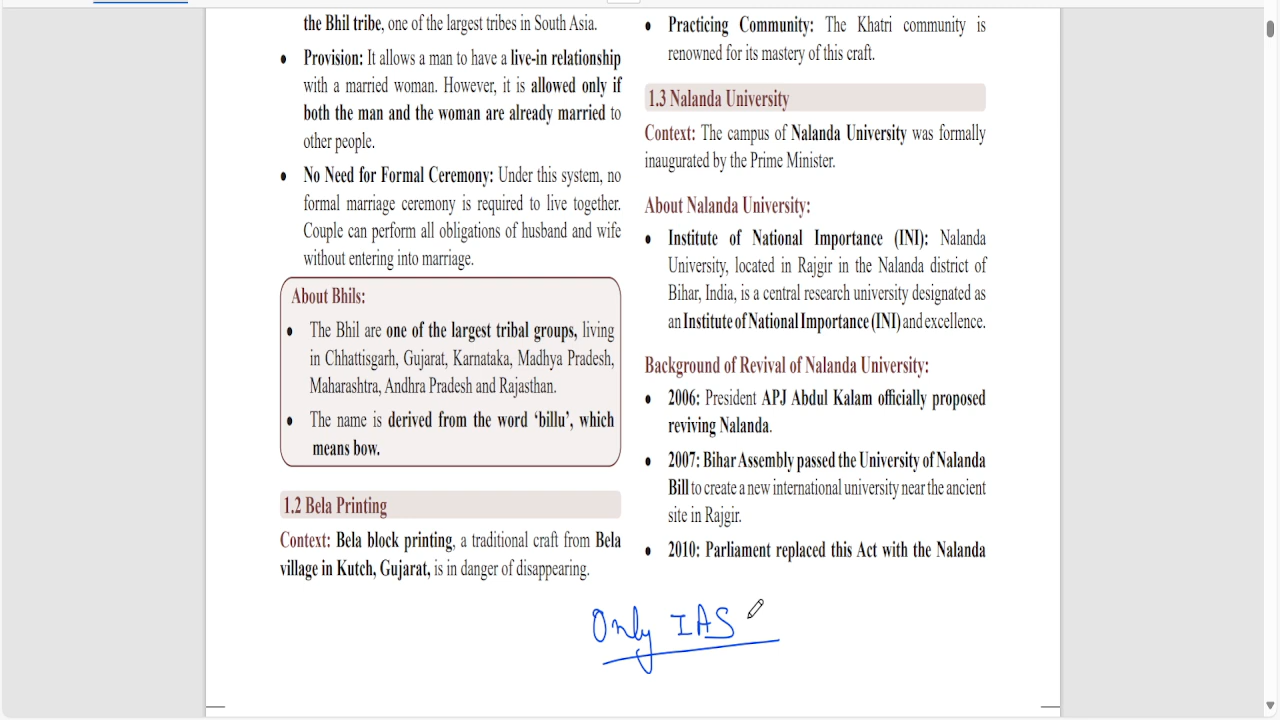 the Bhil tribe, one of the largest tribes in South Asia.
• Provision: It allows a man to have a live-in relationship
with a married woman. However, it is allowed only if
both the man and the woman are already married to
other people.
• No Need for Formal Ceremony: Under this system, no
formal marriage ceremony is required to live together.
Couple can perform all obligations of husband and wife
without entering into marriage.
About Bhils:
• The Bhil are one of the largest tribal groups, living
in Chhattisgarh, Gujarat, Karnataka, Madhya Pradesh,
Maharashtra, Andhra Pradesh and Rajasthan.
• The name is derived from the word ‘billu’, which
means bow.
1.2 Bela Printing
Context: Bela block printing, a traditional craft from Bela
village in Kutch, Gujarat, is in danger of disappearing.
• Practicing Community: The Khatri community is
renowned for its mastery of this craft.
1.3 Nalanda University
Context: The campus of Nalanda University was formally
inaugurated by the Prime Minister.
About Nalanda University:
• Institute of National Importance (INI): Nalanda
University, located in Rajgir in the Nalanda district of
Bihar, India, is a central research university designated as
an Institute of National Importance (INI) and excellence.
Background of Revival of Nalanda University:
• 2006: President APJ Abdul Kalam officially proposed
reviving Nalanda.
• 2007: Bihar Assembly passed the University of Nalanda
Bill to create a new international university near the ancient
site in Rajgir.
• 2010: Parliament replaced this Act with the Nalanda
Only IAS